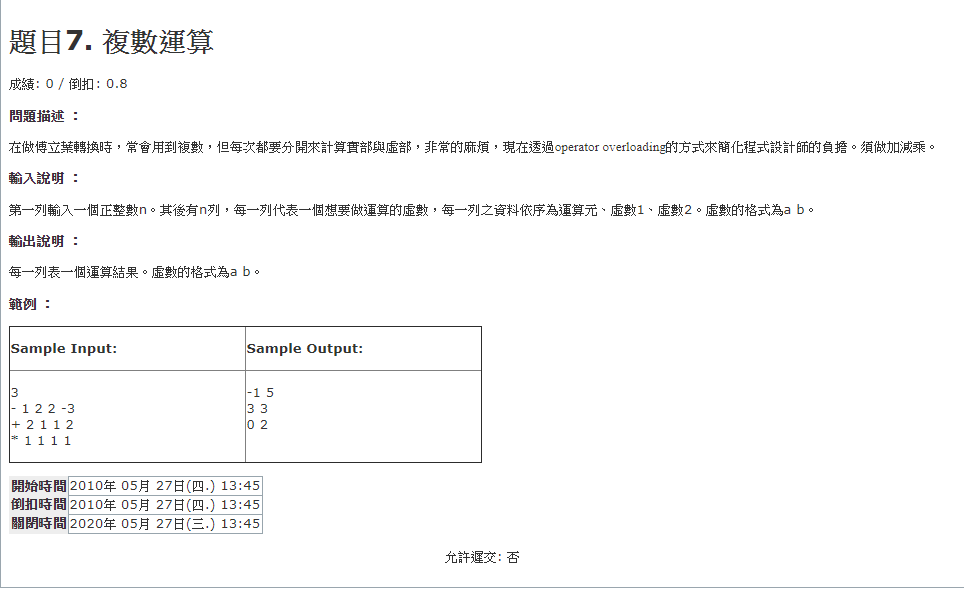 題目7. 複數運算
成績: 0 / 倒扣: 0.8
問題描述 ：
在做傅立葉轉換時，常會用到複數，但每次都要分開來計算實部與虛部，非常的麻煩，現在透過operator overloading的方式來簡化程式設計師的負擔。須做加減乘。
輸入說明 ：
第一列輸入一個正整數n。其後有n列，每一列代表一個想要做運算的虛數，每一列之資料依序為運算元、虛數1、虛數2。虛數的格式為a b。
輸出說明 ：
每一列表一個運算結果。虛數的格式為a b。
範例 ：
Sample Input:
Sample Output:
3
- 1 2 2 -3
+ 2 1 1 2
* 1 1 1 1
-1 5
3 3
0 2
開始時間 2010年 05月 27日(四.) 13:45
倒扣時間 2010年 05月 27日(四.) 13:45
關閉時間 2020年 05月 27日(三.) 13:45
允許遲交: 否